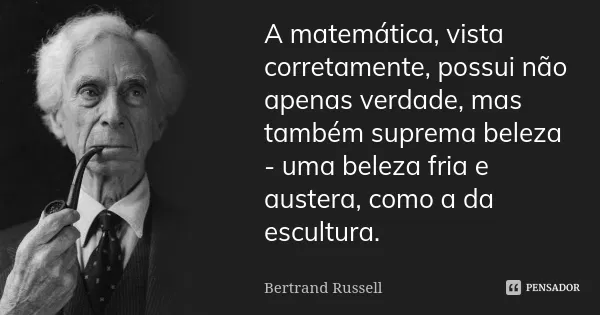 A matemática, vista
corretamente, possui não
apenas verdade, mas
também suprema beleza
- uma beleza fria e
austera, como a da
escultura.
Bertrand Russell
PENSADOR